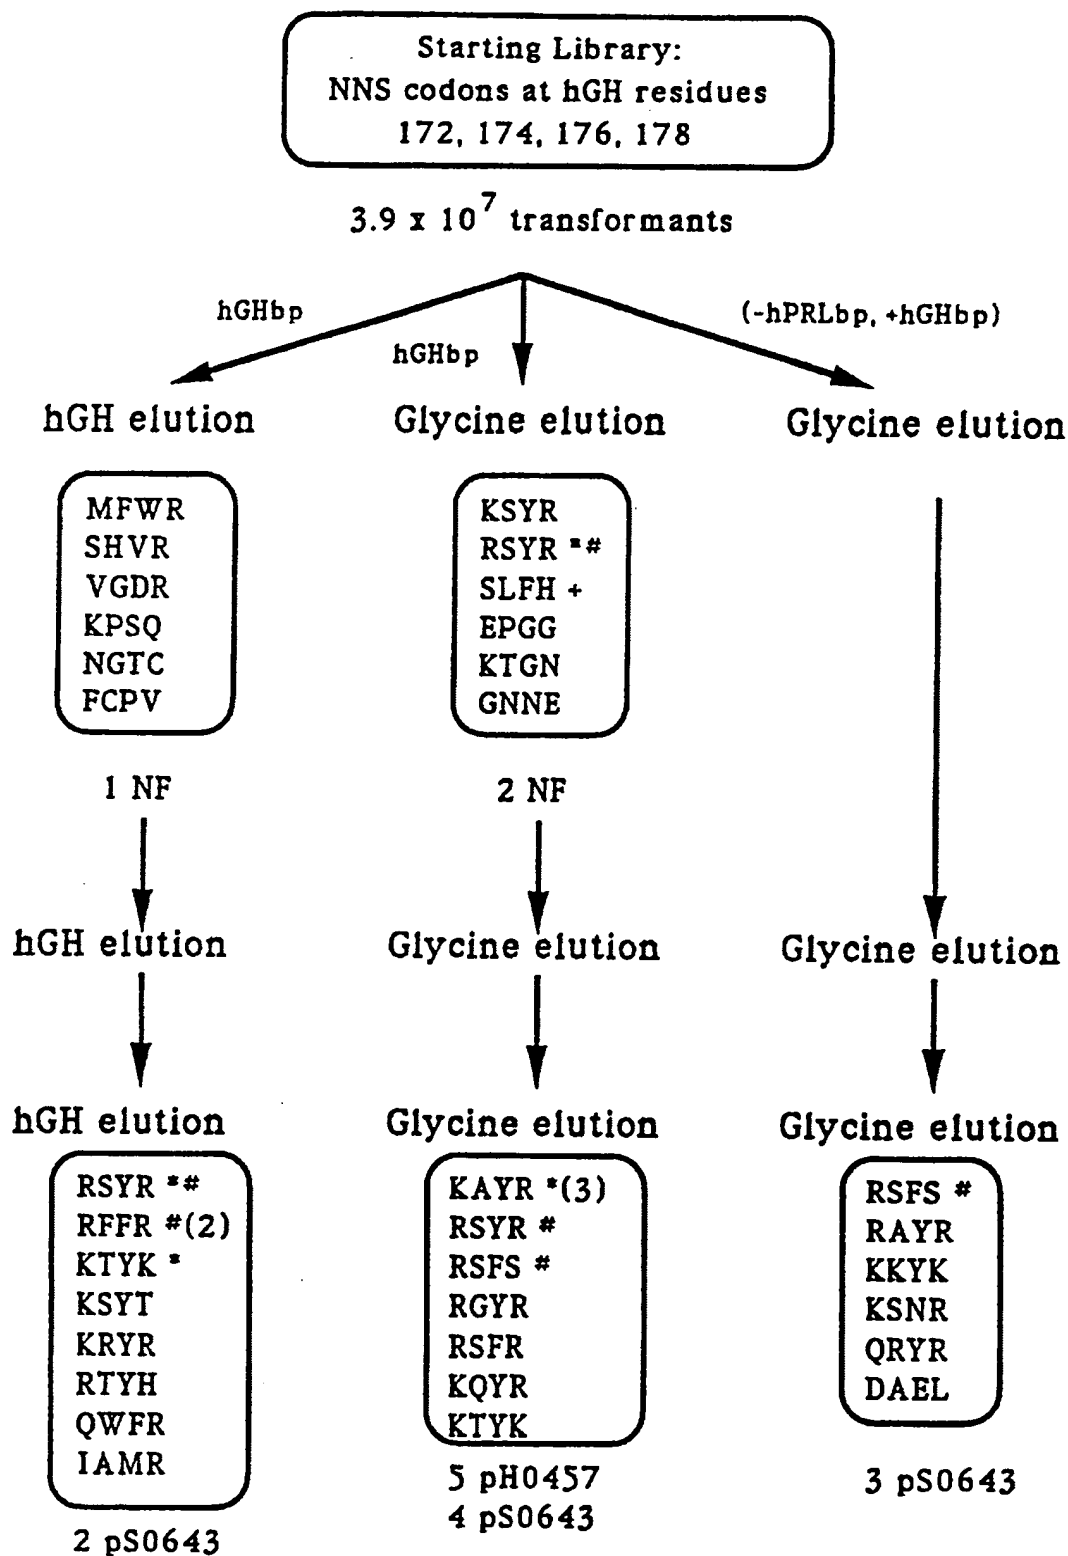 Starting Library:
NNS codons at hGH residues
172, 174, 176, 178
3.9 x 10^7 transformants
hGHbp
hGHbp
(-hPRLbp, +hGHbp)
hGH elution
Glycine elution
Glycine elution
MFWR
SHVR
VGDR
KPSQ
NGTC
FCPV
1 NF
KSYR
RSYR *#
SLFH +
EPGG
KTGN
GNNE
2 NF
hGH elution
Glycine elution
Glycine elution
hGH elution
Glycine elution
Glycine elution
RSYR *#
RFFR #(2)
KTYK *
KSYT
KRYR
RTYH
QWFR
IAMR
2 pS0643
KAYR *(3)
RSYR #
RSFS #
RGYR
RSFR
KQYR
KTYK
5 pH0457
4 pS0643
RSFS #
RAYR
KKYK
KSNR
QRYR
DAEL
3 pS0643